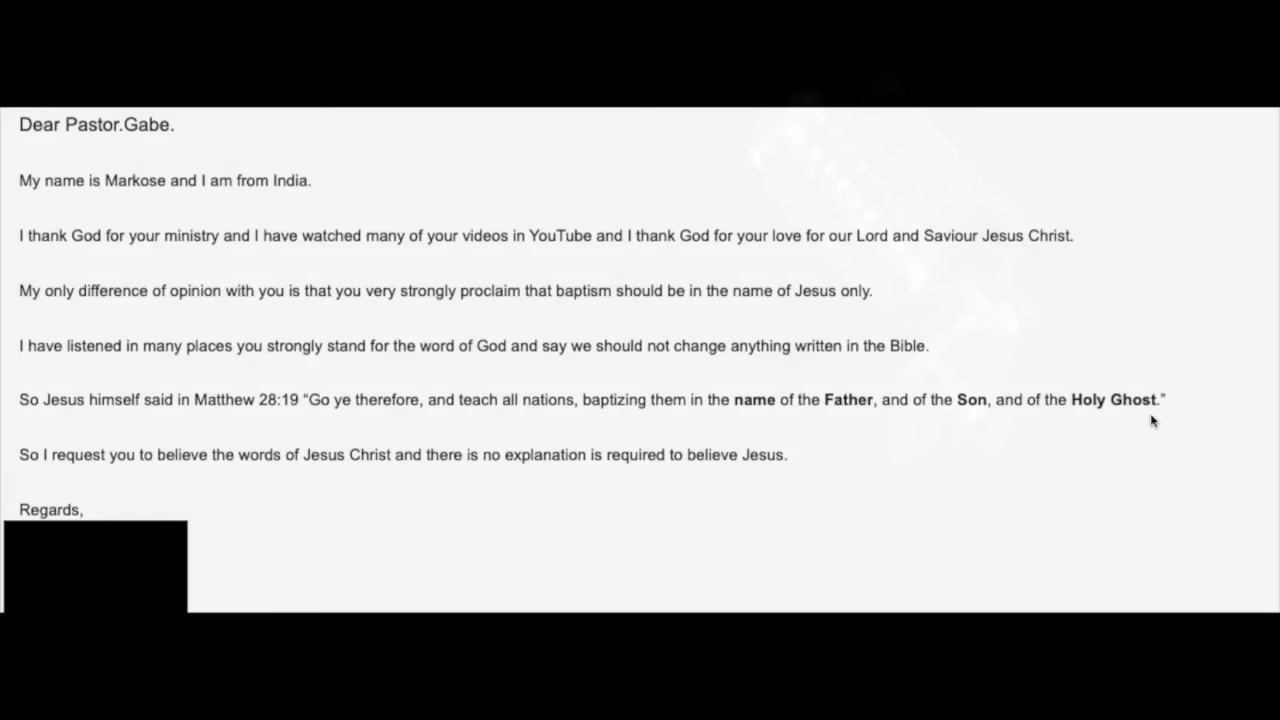 Dear Pastor.Gabe.
My name is Markose and I am from India.
I thank God for your ministry and I have watched many of your videos in YouTube and I thank God for your love for our Lord and Saviour Jesus Christ.
My only difference of opinion with you is that you very strongly proclaim that baptism should be in the name of Jesus only.
I have listened in many places you strongly stand for the word of God and say we should not change anything written in the Bible.
So Jesus himself said in Matthew 28:19 “Go ye therefore, and teach all nations, baptizing them in the name of the Father, and of the Son, and of the Holy Ghost.”
So I request you to believe the words of Jesus Christ and there is no explanation is required to believe Jesus.
Regards,